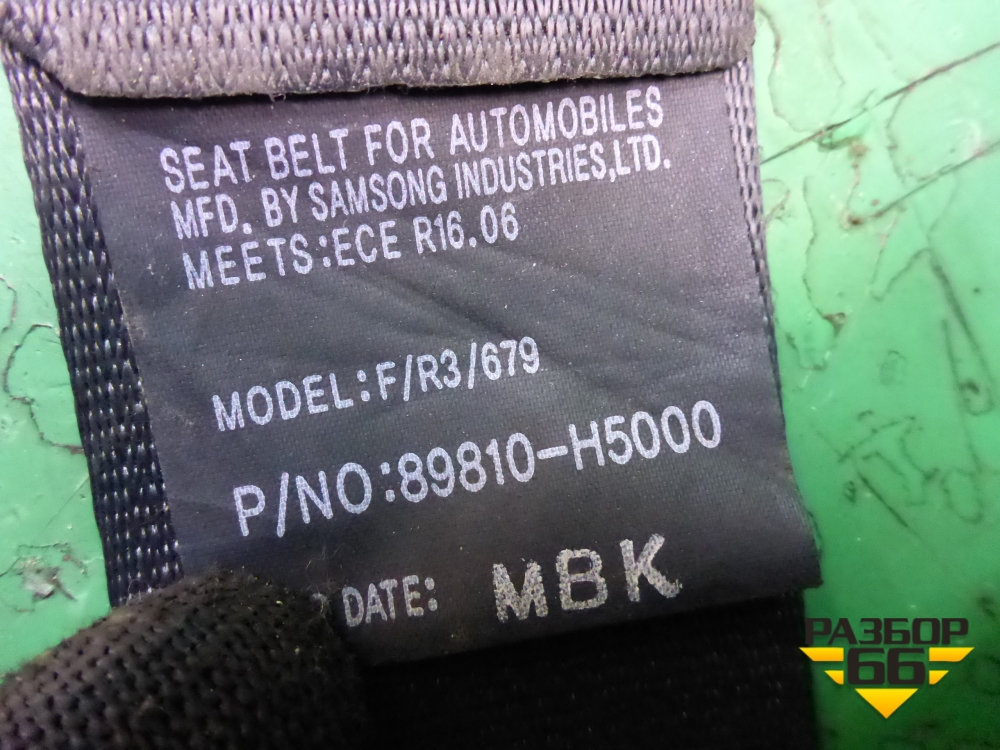 SEAT BELT FOR AUTOMOBILES
MFD. BY SAMSONG INDUSTRIES,LTD.
MEETS:ECE R16.06
MODEL:F/R3/679
P/NO:89810-H5000
DATE: MBK
РАЗБОР
66